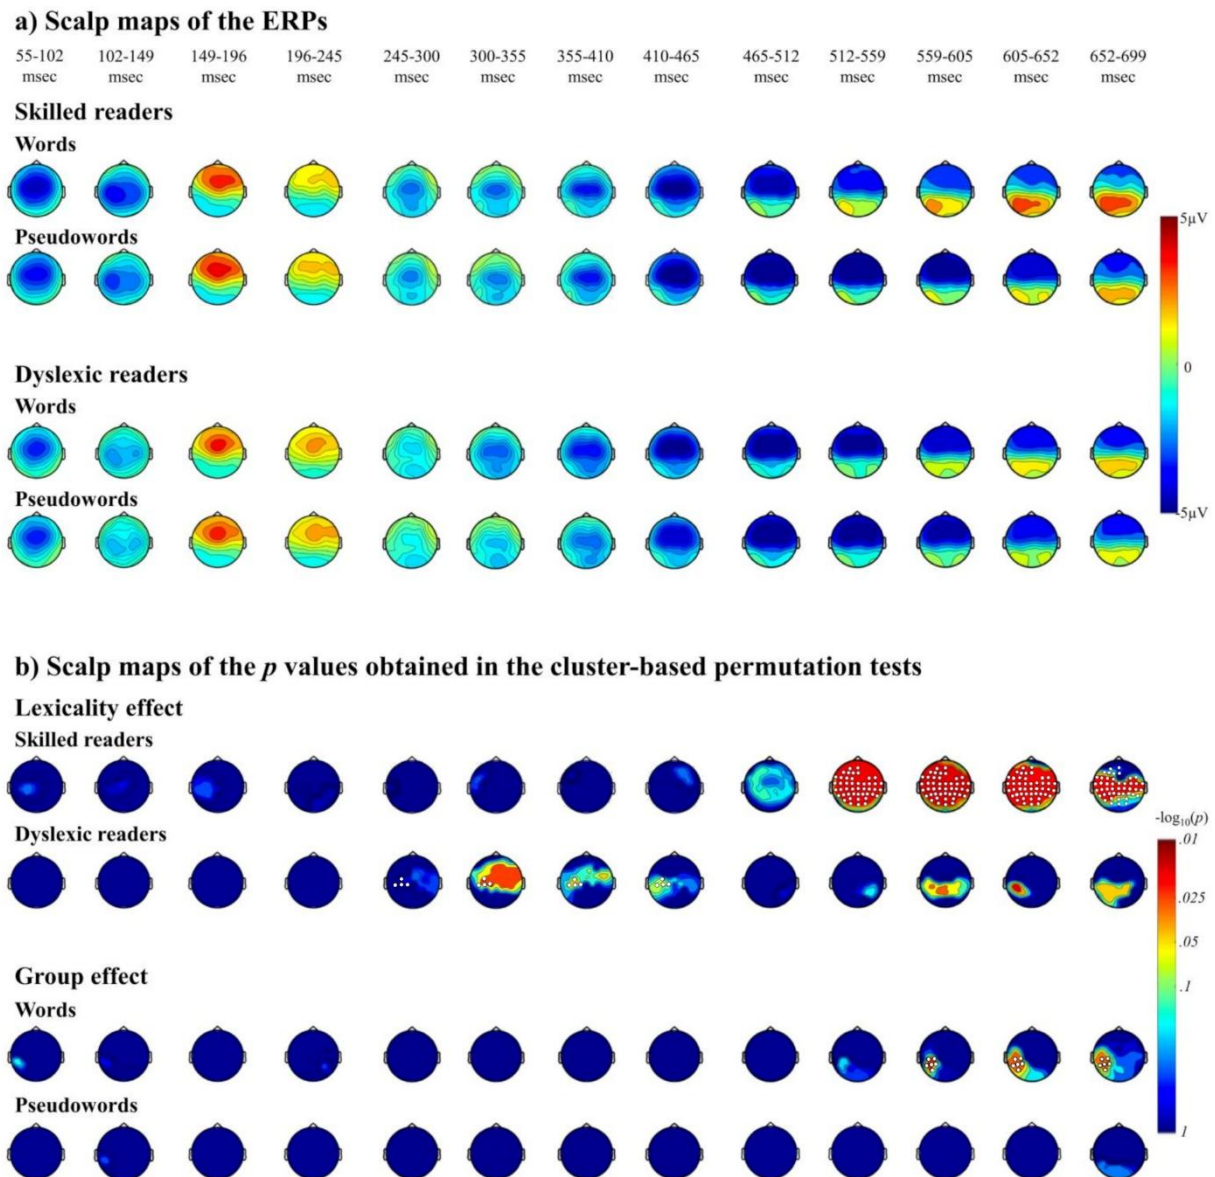 a) Scalp maps of the ERPs
55-102 102-149 149-196 196-245 245-300 300-355 355-410 410-465 465-512 512-559 559-605 605-652 652-699
msec msec msec msec msec msec msec msec msec msec msec msec msec
Skilled readers
Words
Pseudowords
5µV
0
-5µV
Dyslexic readers
Words
Pseudowords
b) Scalp maps of the p values obtained in the cluster-based permutation tests
Lexicality effect
Skilled readers
Dyslexic readers
-log10(p)
.01
.025
.05
.1
1
Group effect
Words
Pseudowords